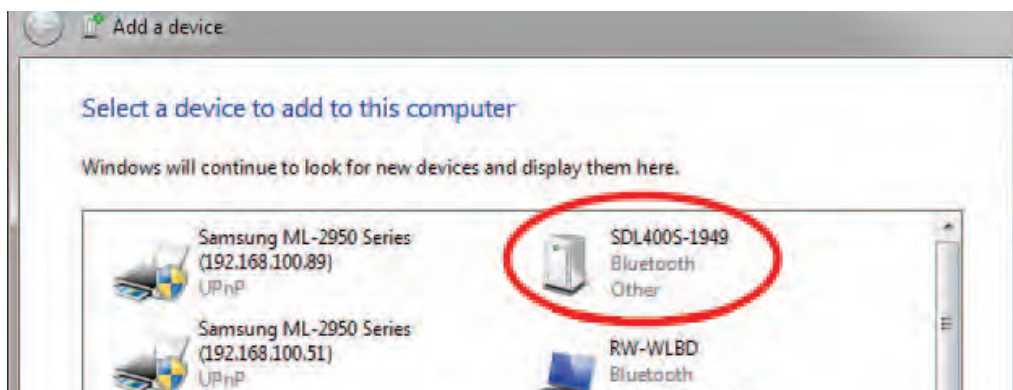 Add a device
Select a device to add to this computer
Windows will continue to look for new devices and display them here.
Samsung ML-2950 Series
(192.168.100.89)
UPnP
SDL400S-1949
Bluetooth
Other
Samsung ML-2950 Series
(192.168.100.51)
UPnP
RW-WLBD
Bluetooth